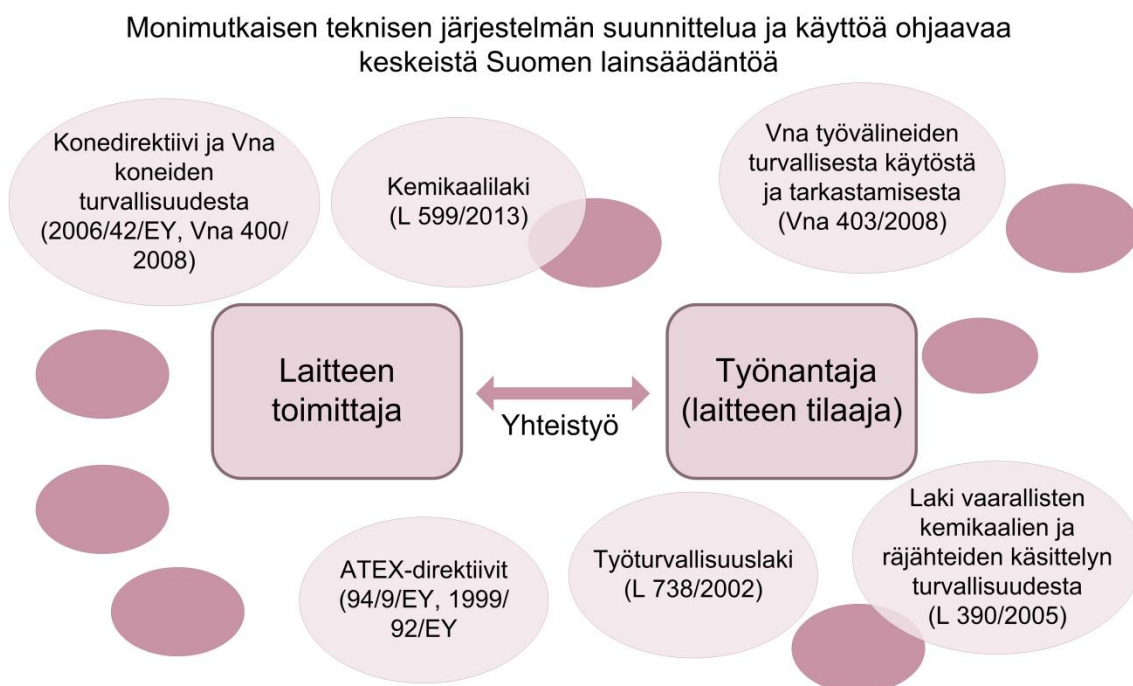 Monimutkaisen teknisen järjestelmän suunnittelua ja käyttöä ohjaavaa
keskeistä Suomen lainsäädäntöä
Konedirektiivi ja Vna
koneiden
turvallisuudesta
(2006/42/EY, Vna 400/
2008)
Kemikaalilaki
(L 599/2013)
Vna työvälineiden
turvallisesta käytöstä
ja tarkastamisesta
(Vna 403/2008)
Laitteen
toimittaja
Yhteistyö
Työnantaja
(laitteen tilaaja)
ATEX-direktiivit
(94/9/EY, 1999/
92/EY
Työturvallisuuslaki
(L 738/2002)
Laki vaarallisten
kemikaalien ja
räjähteiden käsittelyn
turvallisuudesta
(L 390/2005)